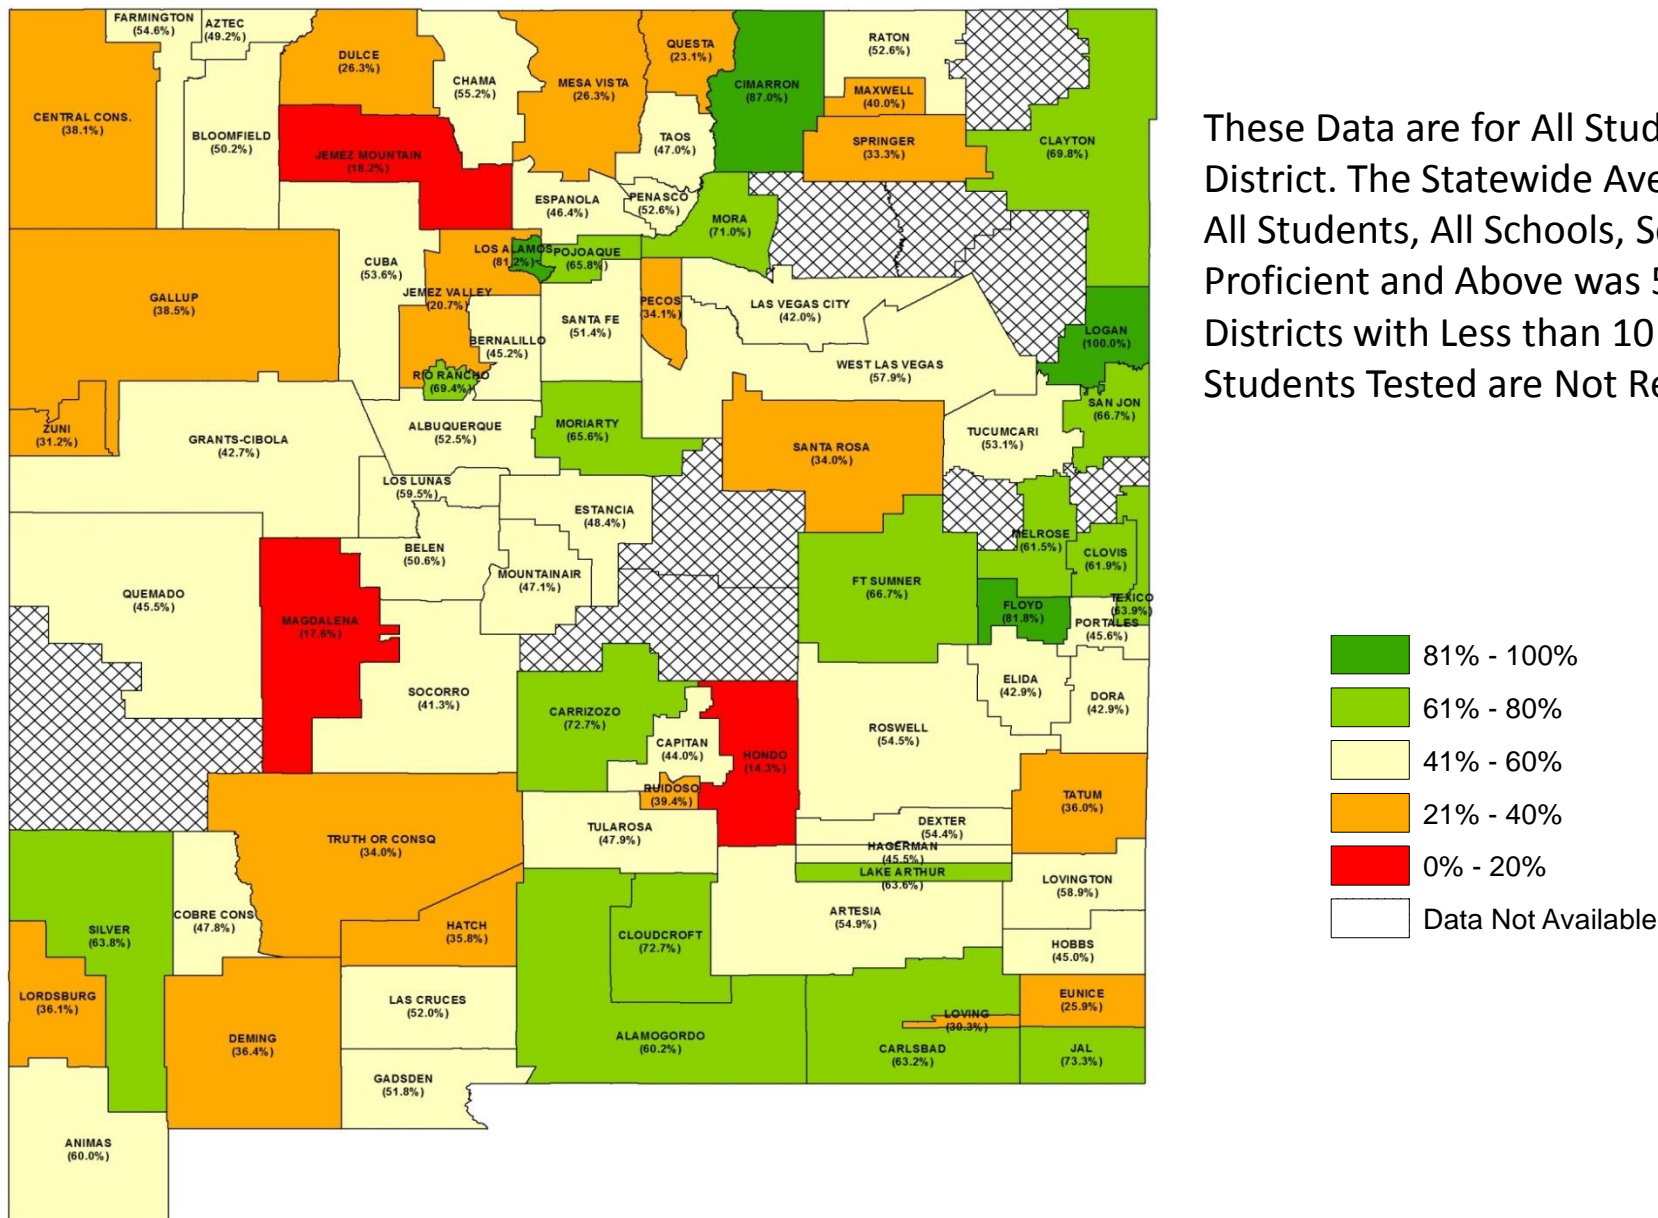 FARMINGTON
(54.6%)
AZTEC
(49.2%)
DULCE
(26.3%)
CHAMA
(55.2%)
MESA VISTA
(26.3%)
QUESTA
(23.1%)
CIMARRON
(87.0%)
RATON
(52.6%)
MAXWELL
(40.0%)
SPRINGER
(33.3%)
CLAYTON
(69.8%)
CENTRAL CONS.
(38.1%)
BLOOMFIELD
(50.2%)
JEMEZ MOUNTAIN
(18.2%)
TAOS
(47.0%)
ESPANOLA
(46.4%)
PENASCO
(52.6%)
MORA
(71.0%)
LOS ALAMOS
(81.2%)
POJOAQUE
(65.8%)
CUBA
(53.6%)
GALLUP
(38.5%)
JEMEZ VALLEY
(20.7%)
SANTA FE
(51.4%)
PECOS
(34.1%)
LAS VEGAS CITY
(42.0%)
LOGAN
(100.0%)
BERNALILLO
(45.2%)
WEST LAS VEGAS
(57.9%)
RIO RANCHO
(69.4%)
SAN JON
(66.7%)
ZUNI
(31.2%)
GRANTS-CIBOLA
(42.7%)
ALBUQUERQUE
(52.5%)
MORIARTY
(65.6%)
SANTA ROSA
(34.0%)
TUCUMCARI
(53.1%)
LOS LUNAS
(59.5%)
ESTANCIA
(48.4%)
BELEN
(50.6%)
MELROSE
(61.5%)
CLOVIS
(61.9%)
MOUNTAINAIR
(47.1%)
QUEMADO
(45.5%)
FT SUMNER
(66.7%)
TEXICO
(63.9%)
FLOYD
(81.8%)
MAGDALENA
(17.6%)
PORTALES
(45.6%)
SOCORRO
(41.3%)
ELIDA
(42.9%)
DORA
(42.9%)
CARRIZOZO
(72.7%)
ROSWELL
(54.5%)
CAPITAN
(44.0%)
HONDO
(14.3%)
RUIDOSO
(39.4%)
TATUM
(36.0%)
TULAROSA
(47.9%)
DEXTER
(54.4%)
TRUTH OR CONSQ
(34.0%)
HAGERMAN
(45.5%)
LAKE ARTHUR
(63.6%)
LOVINGTON
(58.9%)
COBRE CONS
(47.8%)
ARTESIA
(54.9%)
HATCH
(35.8%)
SILVER
(63.8%)
CLOUDCROFT
(72.7%)
HOBBS
(45.0%)
LORDSBURG
(36.1%)
LAS CRUCES
(52.0%)
EUNICE
(25.9%)
LOVING
(30.3%)
DEMING
(36.4%)
ALAMOGORDO
(60.2%)
CARLSBAD
(63.2%)
JAL
(73.3%)
GADSDEN
(51.8%)
ANIMAS
(60.0%)
These Data are for All Stud
District. The Statewide Ave
All Students, All Schools, S
Proficient and Above was 5
Districts with Less than 10
Students Tested are Not Re
81% - 100%
61% - 80%
41% - 60%
21% - 40%
0% - 20%
Data Not Available